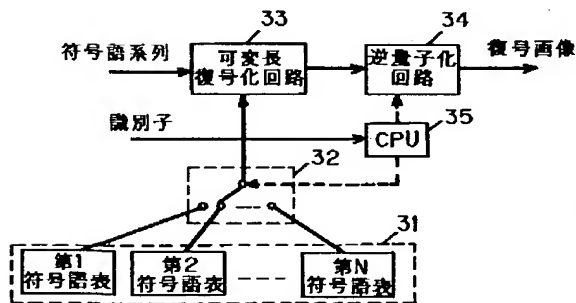 33
34
符号語系列
可変長
復号化回路
逆量子化
回路
復号画像
識別子
CPU
35
32
31
第1
符号語表
第2
符号語表
第N
符号語表